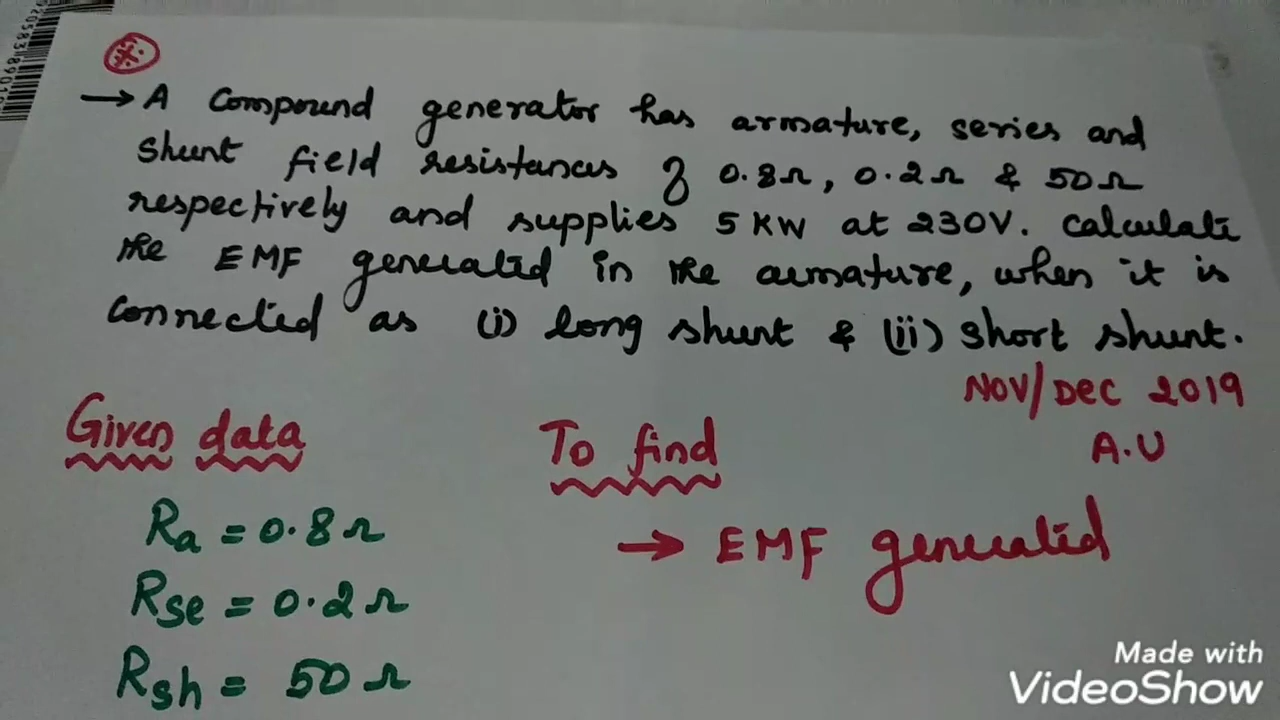 → A Compound generator has armature, series and
shunt field resistances of 0.8Ω, 0.2Ω & 50Ω
respectively and supplies 5 KW at 230V. Calculate
the EMF generated in the armature, when it is
connected as (i) long shunt & (ii) short shunt.
NOV/DEC 2019
A.U
Given data
Ra = 0.8Ω
Rse = 0.2Ω
Rsh = 50Ω
To find
→ EMF generated
Made with
VideoShow